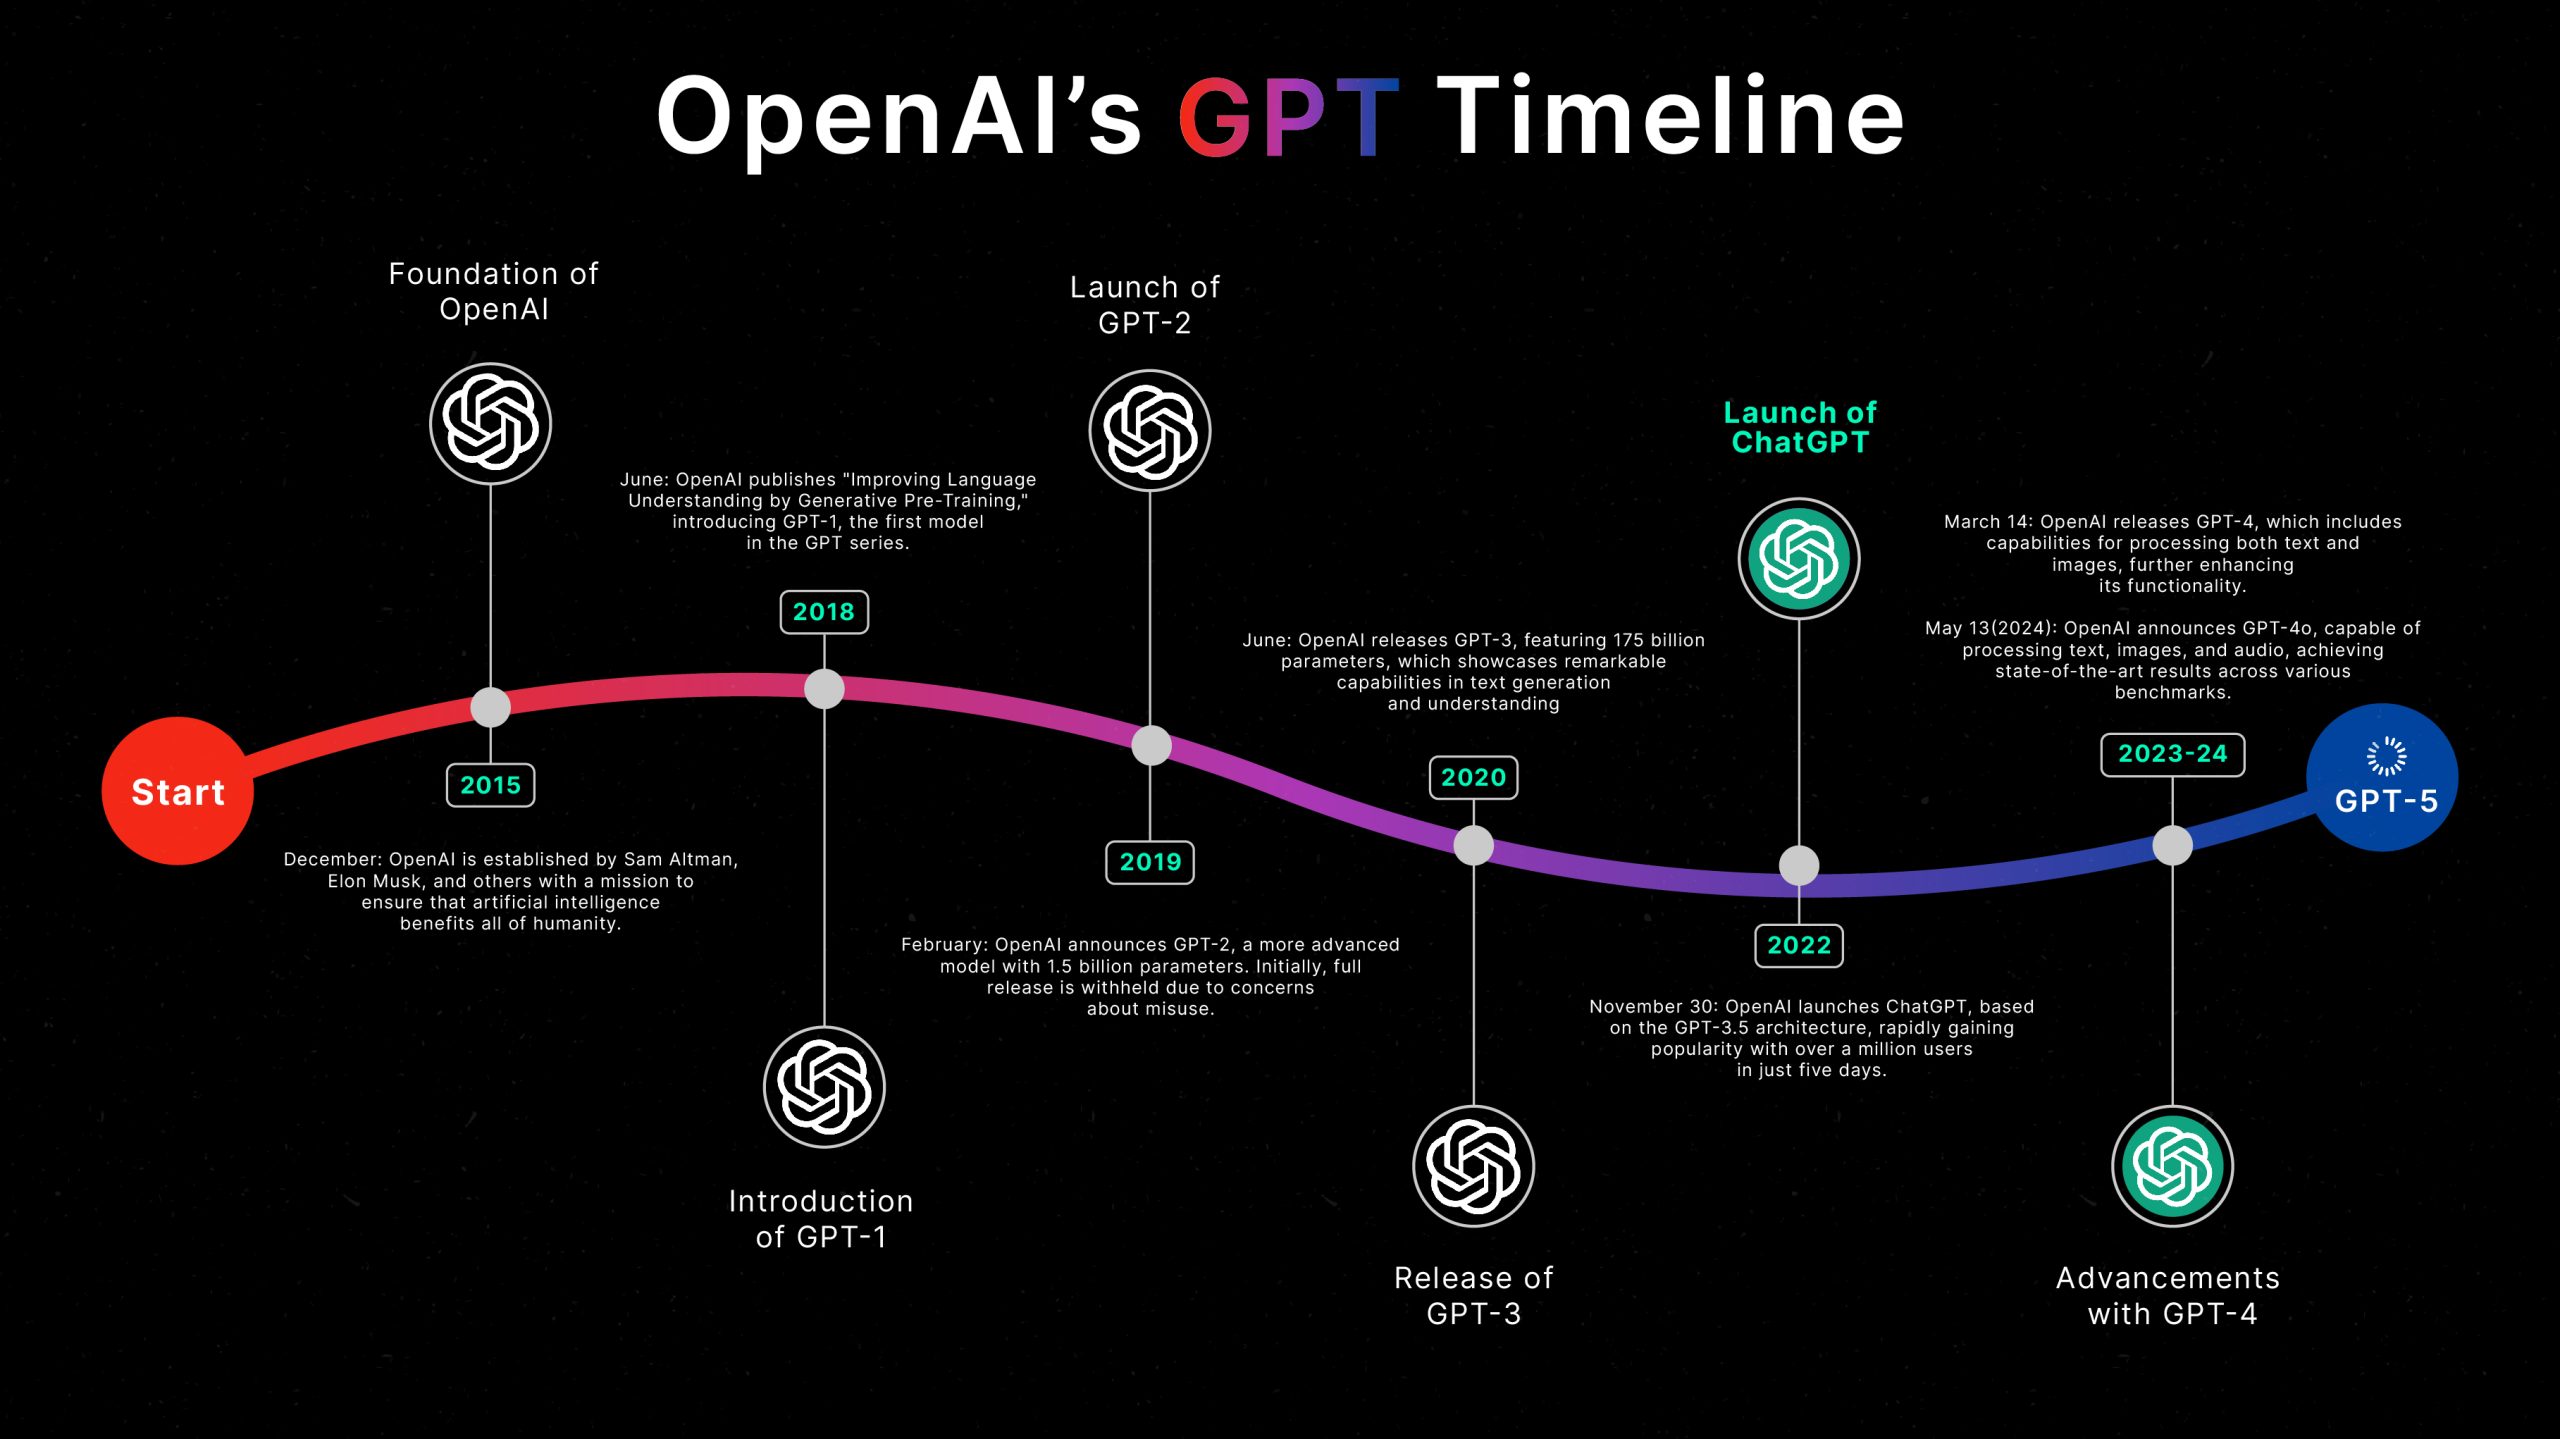 OpenAI’s GPT Timeline
Foundation of
OpenAI
2015
December: OpenAI is established by Sam Altman,
Elon Musk, and others with a mission to
ensure that artificial intelligence
benefits all of humanity.
Start
June: OpenAI publishes "Improving Language
Understanding by Generative Pre-Training,"
introducing GPT-1, the first model
in the GPT series.
2018
Introduction
of GPT-1
Launch of
GPT-2
2019
February: OpenAI announces GPT-2, a more advanced
model with 1.5 billion parameters. Initially, full
release is withheld due to concerns
about misuse.
June: OpenAI releases GPT-3, featuring 175 billion
parameters, which showcases remarkable
capabilities in text generation
and understanding
2020
Release of
GPT-3
Launch of
ChatGPT
2022
November 30: OpenAI launches ChatGPT, based
on the GPT-3.5 architecture, rapidly gaining
popularity with over a million users
in just five days.
March 14: OpenAI releases GPT-4, which includes
capabilities for processing both text and
images, further enhancing
its functionality.
May 13(2024): OpenAI announces GPT-4o, capable of
processing text, images, and audio, achieving
state-of-the-art results across various
benchmarks.
2023-24
Advancements
with GPT-4
GPT-5